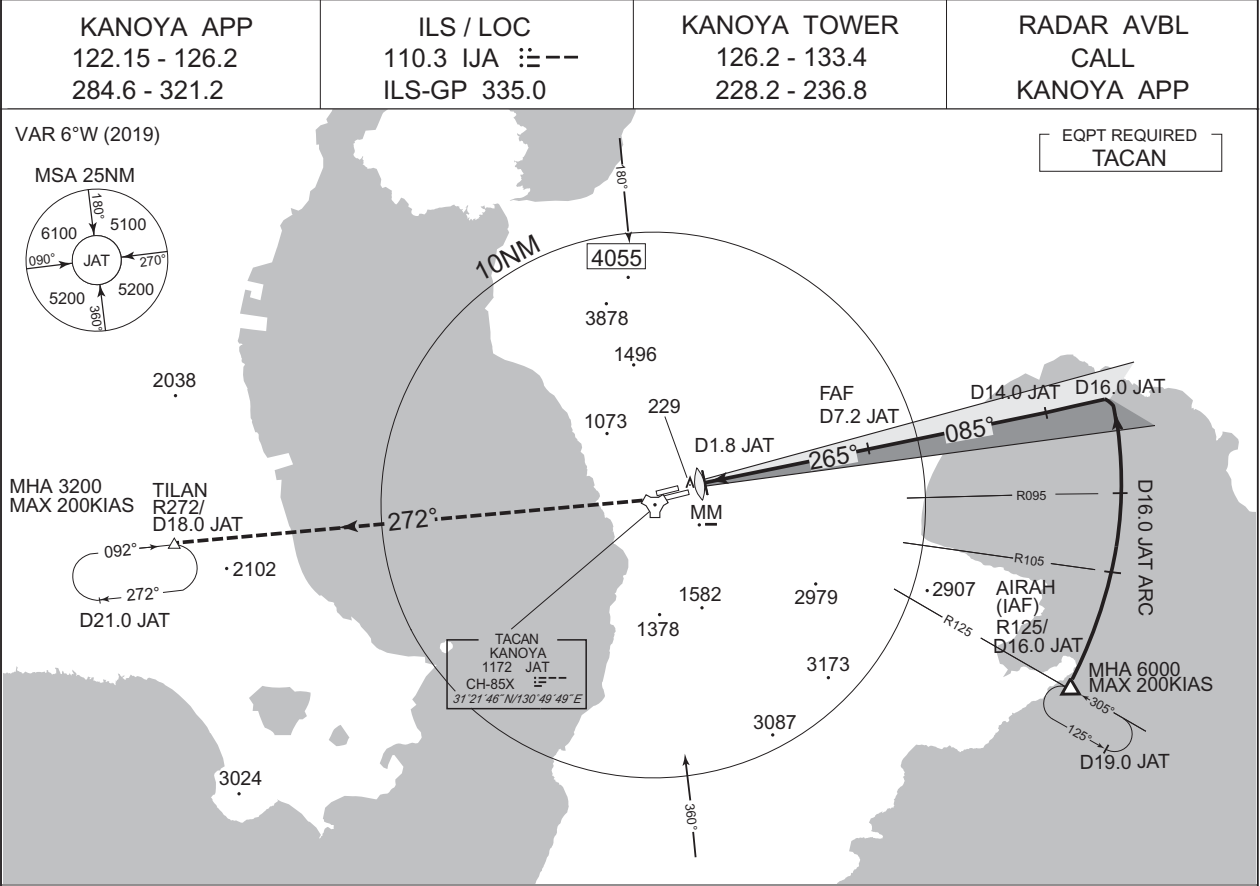 KANOYA APP
122.15 - 126.2
284.6 - 321.2
ILS / LOC
110.3 IJA
ILS-GP 335.0
KANOYA TOWER
126.2 - 133.4
228.2 - 236.8
RADAR AVBL
CALL
KANOYA APP
VAR 6°W (2019)
EQPT REQUIRED
TACAN
MSA 25NM
180°
6100
5100
090°
JAT
270°
5200
5200
360°
180°
10NM
4055
3878
1496
2038
229
1073
FAF
D7.2 JAT
D14.0 JAT
D16.0 JAT
D1.8 JAT
265°
085°
MHA 3200
MAX 200KIAS
TILAN
R272/
D18.0 JAT
272°
MM
R095
D16.0 JAT ARC
092°
272°
D21.0 JAT
2102
R105
1582
2979
2907
AIRAH
(IAF)
R125/
D16.0 JAT
R125
1378
TACAN
KANOYA
1172 JAT
CH-85X
31°21'46"N/130°49'49"E
3173
MHA 6000
MAX 200KIAS
305°
125°
D19.0 JAT
3087
3024
360°